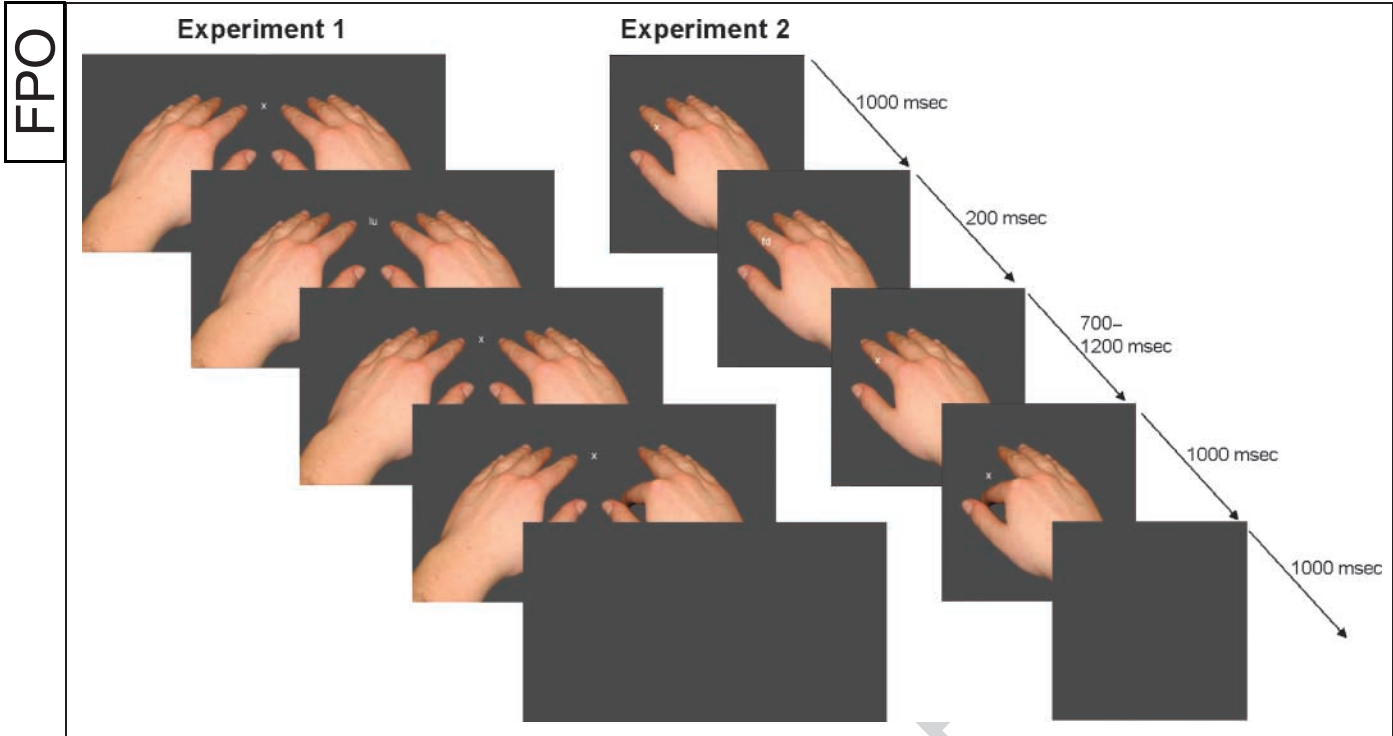 FPO
Experiment 1
Experiment 2
x
lu
x
x
x
td
x
x
1000 msec
200 msec
700–
1200 msec
1000 msec
1000 msec